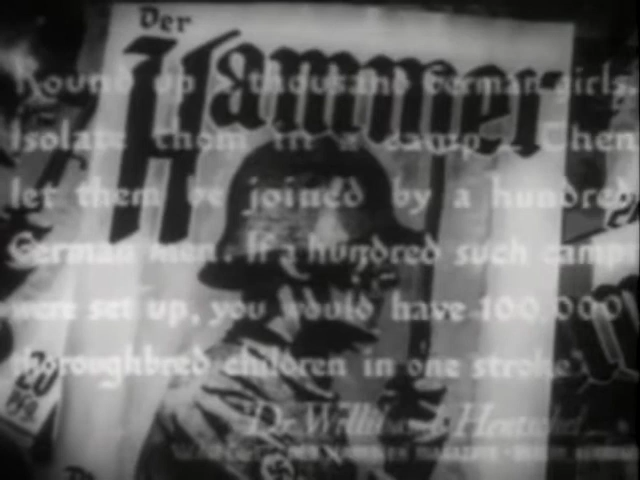 Der
Hammer
Round up a thousand German girls.
Isolate them in a camp. Then
let them be joined by a hundred
German men. If a hundred such camps
were set up, you would have 100,000
thoroughbred children in one stroke.
20
Dr. Willibald Hentschel